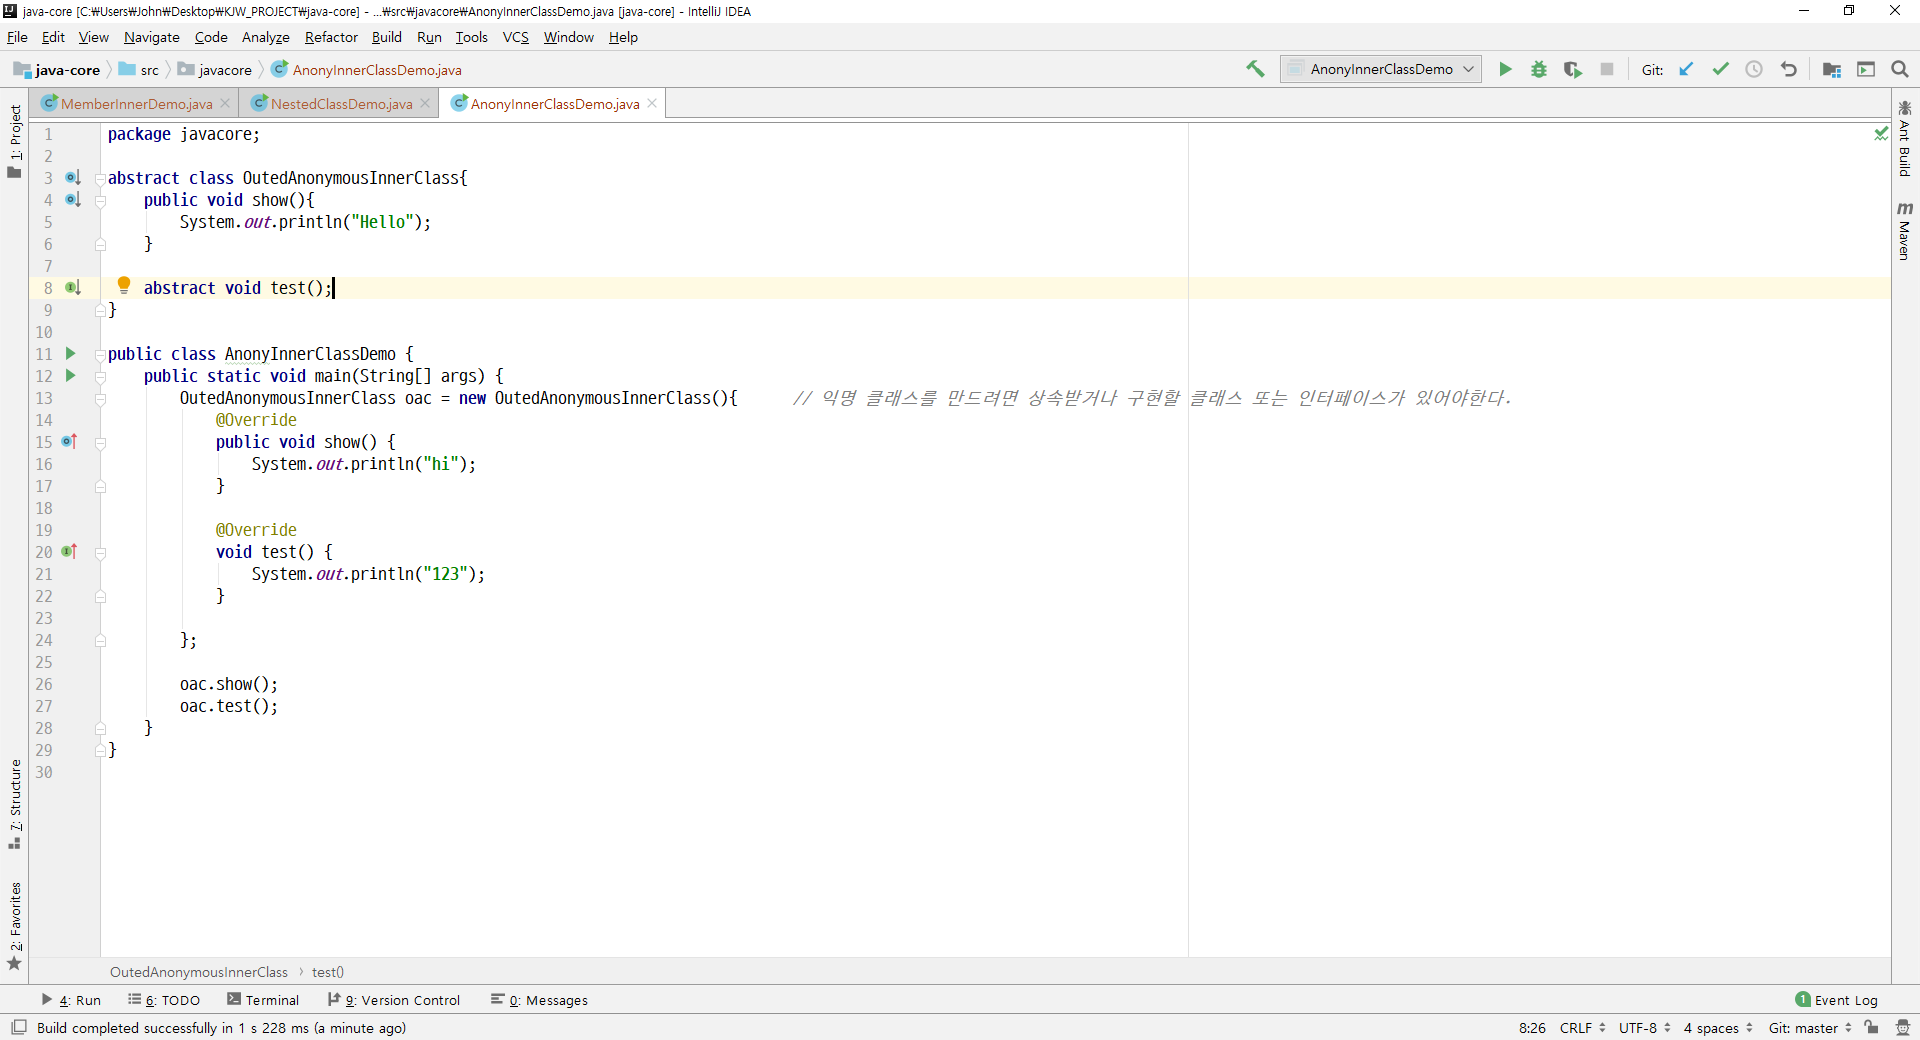 java-core [C:₩Users₩John₩Desktop₩KJW_PROJECT₩java-core] - ...₩src₩javacore₩AnonyInnerClassDemo.java [java-core] - IntelliJ IDEA
File Edit View Navigate Code Analyze Refactor Build Run Tools VCS Window Help
java-core src javacore AnonyInnerClassDemo.java AnonyInnerClassDemo Git:
MemberInnerDemo.java NestedClassDemo.java AnonyInnerClassDemo.java
1: Project
7: Structure
2: Favorites
1 package javacore;
2
3 abstract class OutedAnonymousInnerClass{
4 public void show(){
5 System.out.println("Hello");
6 }
7
8 abstract void test();
9 }
10
11 public class AnonyInnerClassDemo {
12 public static void main(String[] args) {
13 OutedAnonymousInnerClass oac = new OutedAnonymousInnerClass(){ // 익명 클래스를 만드려면 상속받거나 구현할 클래스 또는 인터페이스가 있어야한다.
14 @Override
15 public void show() {
16 System.out.println("hi");
17 }
18
19 @Override
20 void test() {
21 System.out.println("123");
22 }
23
24 };
25
26 oac.show();
27 oac.test();
28 }
29 }
30
Ant Build
m Maven
OutedAnonymousInnerClass › test()
4: Run 6: TODO Terminal 9: Version Control 0: Messages 1 Event Log
Build completed successfully in 1 s 228 ms (a minute ago) 8:26 CRLF UTF-8 4 spaces Git: master